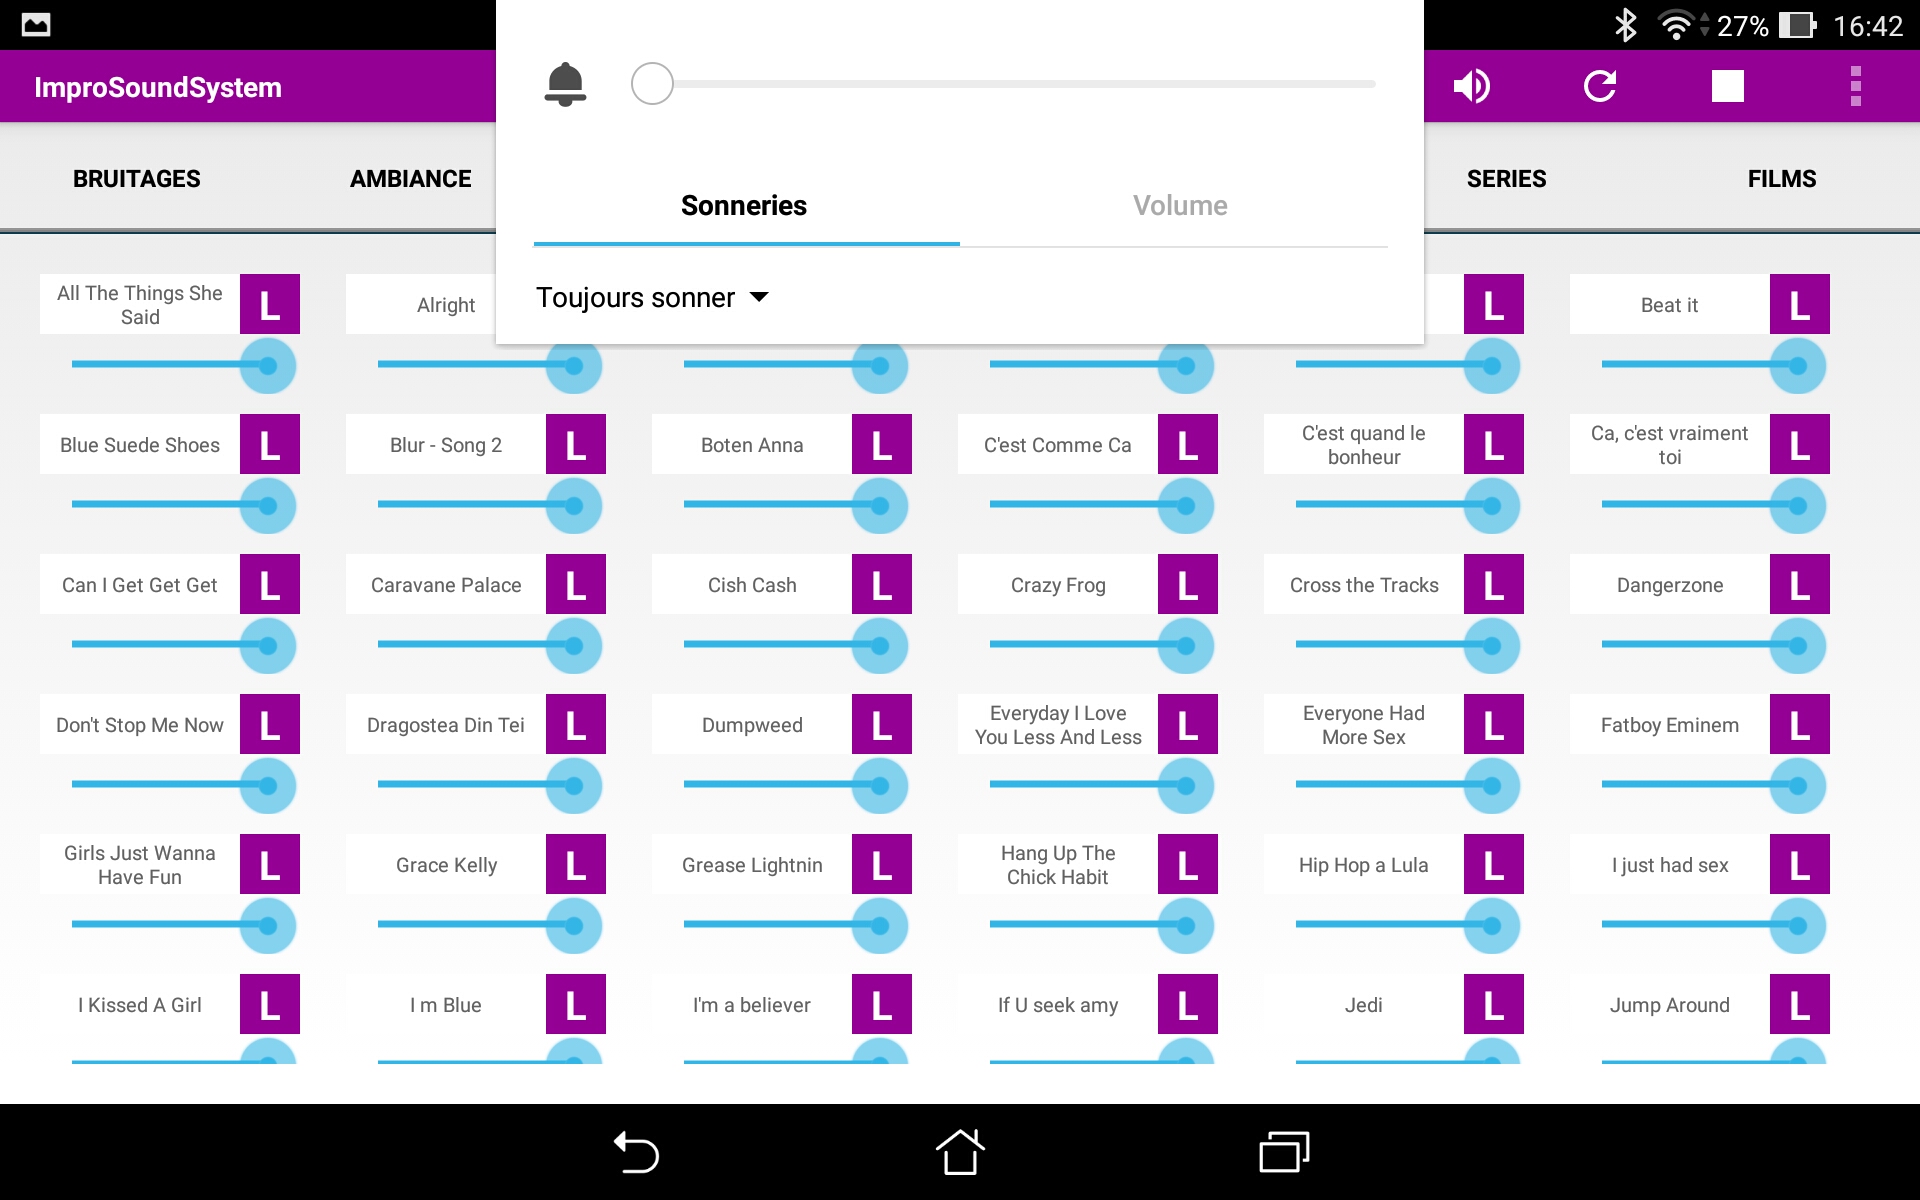 27% 16:42
ImproSoundSystem
BRUITAGES AMBIANCE SERIES FILMS
Sonneries Volume
Toujours sonner
All The Things She
Said
L
Alright
L
Beat it
L
Blue Suede Shoes
L
Blur - Song 2
L
Boten Anna
L
C'est Comme Ca
L
C'est quand le
bonheur
L
Ca, c'est vraiment
toi
L
Can I Get Get Get
L
Caravane Palace
L
Cish Cash
L
Crazy Frog
L
Cross the Tracks
L
Dangerzone
L
Don't Stop Me Now
L
Dragostea Din Tei
L
Dumpweed
L
Everyday I Love
You Less And Less
L
Everyone Had
More Sex
L
Fatboy Eminem
L
Girls Just Wanna
Have Fun
L
Grace Kelly
L
Grease Lightnin
L
Hang Up The
Chick Habit
L
Hip Hop a Lula
L
I just had sex
L
I Kissed A Girl
L
I m Blue
L
I'm a believer
L
If U seek amy
L
Jedi
L
Jump Around
L